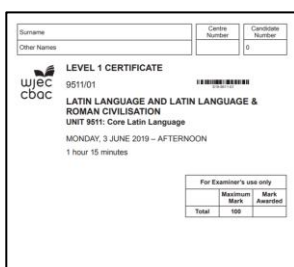 Surname
Centre Number
Candidate Number
Other Names
0
wjec
cbac
LEVEL 1 CERTIFICATE
9511/01
LATIN LANGUAGE AND LATIN LANGUAGE &
ROMAN CIVILISATION
UNIT 9511: Core Latin Language
MONDAY, 3 JUNE 2019 – AFTERNOON
1 hour 15 minutes
For Examiner's use only
Maximum Mark
Mark Awarded
Total
100